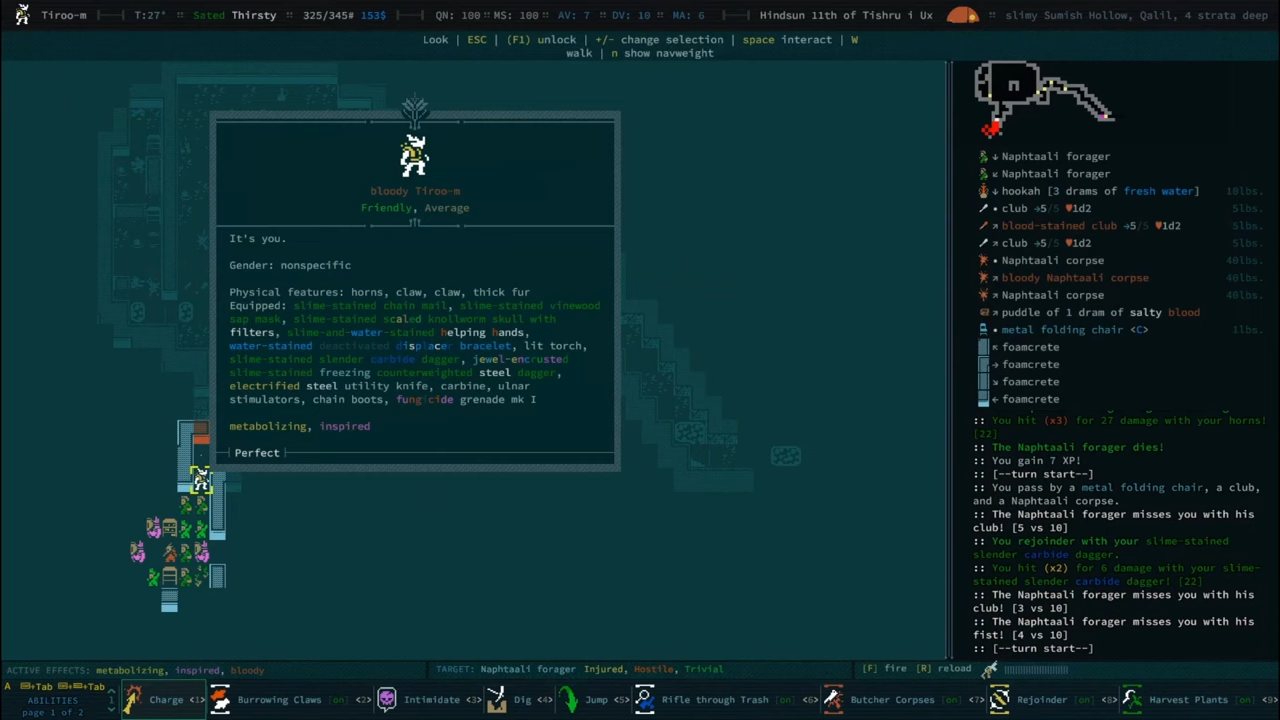 Tiroo-m T:27° :: Sated Thirsty 325/345# 153$ QN: 100 :: MS: 100 AV: 7 :: DV: 10 :: MA: 6 Hindsun 11th of Tishru i Ux :: slimy Sumish Hollow, Qalil, 4 strata deep
Look | ESC | (F1) unlock | +/- change selection | space interact | W
walk | n show navweight
bloody Tiroo-m
Friendly, Average
It's you.
Gender: nonspecific
Physical features: horns, claw, claw, thick fur
Equipped: slime-stained chain mail, slime-stained vinewood
sap mask, slime-stained scaled knollworm skull with
filters, slime-and-water-stained helping hands,
water-stained deactivated displacer bracelet, lit torch,
slime-stained slender carbide dagger, jewel-encrusted
slime-stained freezing counterweighted steel dagger,
electrified steel utility knife, carbine, ulnar
stimulators, chain boots, fungicide grenade mk I
metabolizing, inspired
Perfect
Naphtaali forager
Naphtaali forager
hookah [3 drams of fresh water] 10lbs.
club →5/5 ♥1d2 5lbs.
blood-stained club →5/5 ♥1d2 5lbs.
club →5/5 ♥1d2 5lbs.
Naphtaali corpse 40lbs.
bloody Naphtaali corpse 40lbs.
Naphtaali corpse 40lbs.
puddle of 1 dram of salty blood
metal folding chair <C> 1lbs.
foamcrete
foamcrete
foamcrete
foamcrete
:: You hit (x3) for 27 damage with your horns!
[22]
:: The Naphtaali forager dies!
:: You gain 7 XP!
:: [--turn start--]
:: You pass by a metal folding chair, a club,
and a Naphtaali corpse.
:: The Naphtaali forager misses you with his
club! [5 vs 10]
:: You rejoinder with your slime-stained
slender carbide dagger.
:: You hit (x2) for 6 damage with your slime-
stained slender carbide dagger! [22]
:: The Naphtaali forager misses you with his
club! [3 vs 10]
:: The Naphtaali forager misses you with his
fist! [4 vs 10]
:: [--turn start--]
ACTIVE EFFECTS: metabolizing, inspired, bloody
TARGET: Naphtaali forager Injured, Hostile, Trivial
[F] fire [R] reload
A Tab Tab
ABILITIES
page 1 of 2
Charge <1> Burrowing Claws [on] <2> Intimidate <3> Dig <4> Jump <5> Rifle through Trash [on] <6> Butcher Corpses [on] <7> Rejoinder [on] <8> Harvest Plants [on] <9>